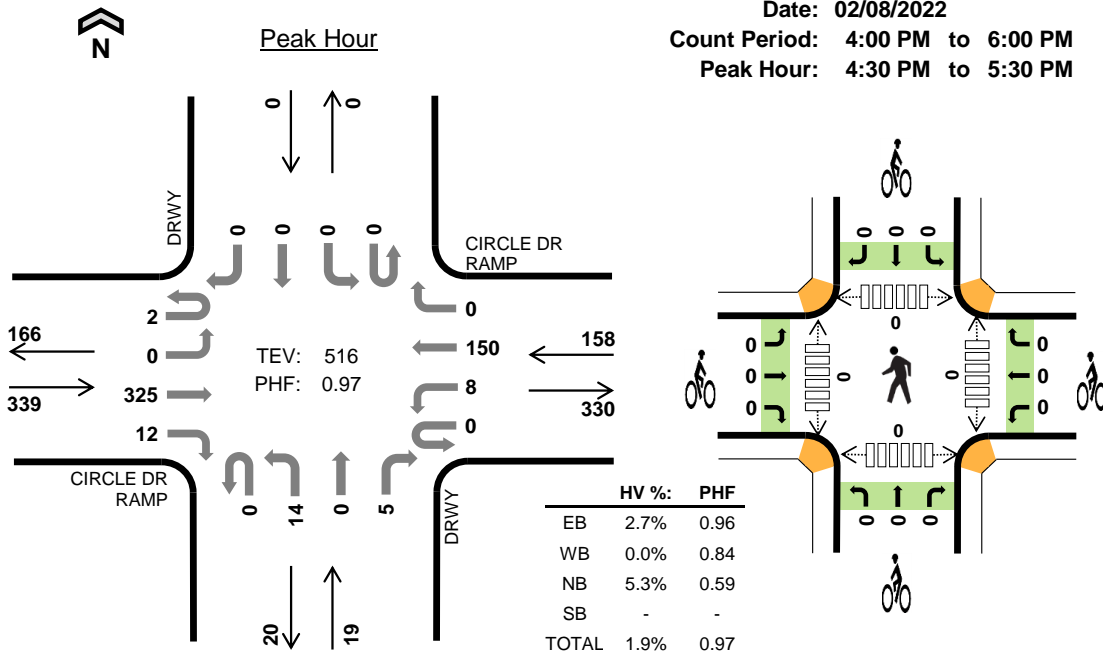 N
Peak Hour
Date: 02/08/2022
Count Period: 4:00 PM to 6:00 PM
Peak Hour: 4:30 PM to 5:30 PM
0 0
DRWY
0 0 0 0
CIRCLE DR
RAMP
2
0
325
12
166
339
TEV: 516
PHF: 0.97
0
150
8
0
158
330
CIRCLE DR
RAMP
0 14 0 5
DRWY
20 19
0 0 0
0
0
0
0
0
0
0
0
0
0
0
0 0 0
HV %: PHF
EB 2.7% 0.96
WB 0.0% 0.84
NB 5.3% 0.59
SB - -
TOTAL 1.9% 0.97